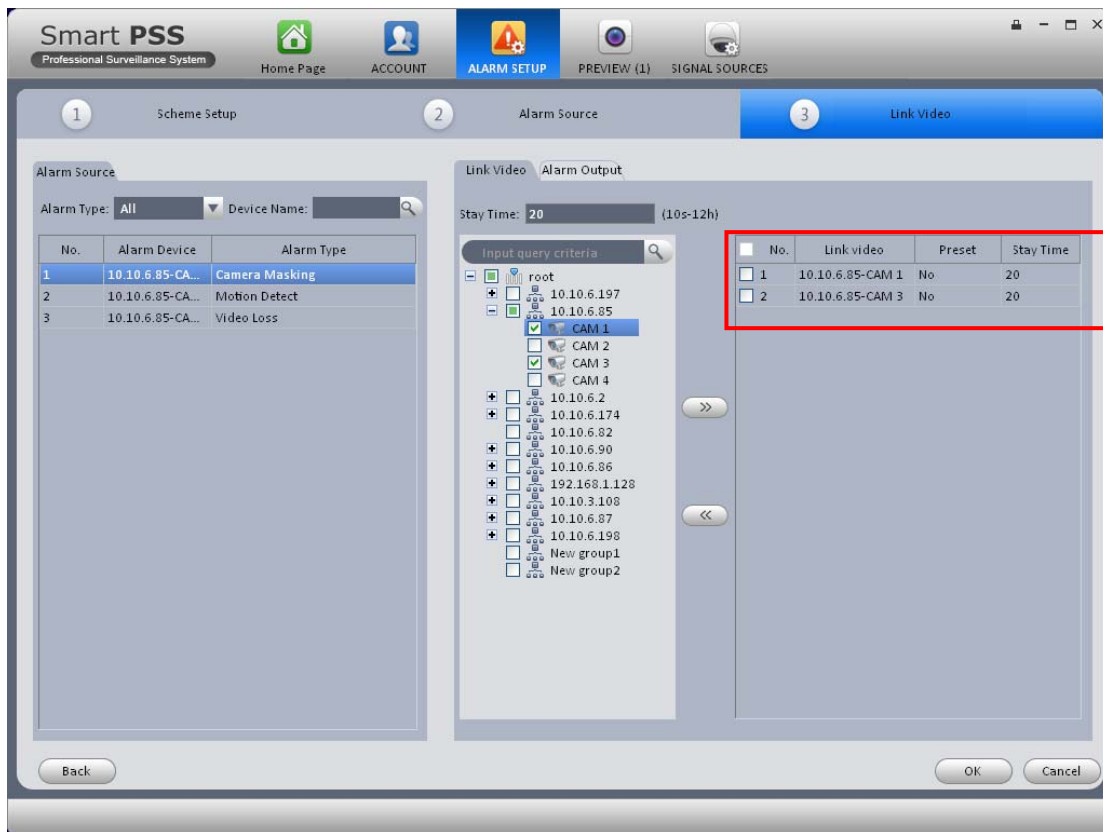 Smart PSS
Professional Surveillance System
Home Page
ACCOUNT
ALARM SETUP
PREVIEW (1)
SIGNAL SOURCES
1 Scheme Setup
2 Alarm Source
3 Link Video
Alarm Source
Alarm Type: All Device Name:
No. Alarm Device Alarm Type
1 10.10.6.85-CA... Camera Masking
2 10.10.6.85-CA... Motion Detect
3 10.10.6.85-CA... Video Loss
Link Video Alarm Output
Stay Time: 20 (10s-12h)
Input query criteria
root
10.10.6.197
10.10.6.85
CAM 1
CAM 2
CAM 3
CAM 4
10.10.6.2
10.10.6.174
10.10.6.82
10.10.6.90
10.10.6.86
192.168.1.128
10.10.3.108
10.10.6.87
10.10.6.198
New group1
New group2
No. Link video Preset Stay Time
1 10.10.6.85-CAM 1 No 20
2 10.10.6.85-CAM 3 No 20
Back
OK
Cancel